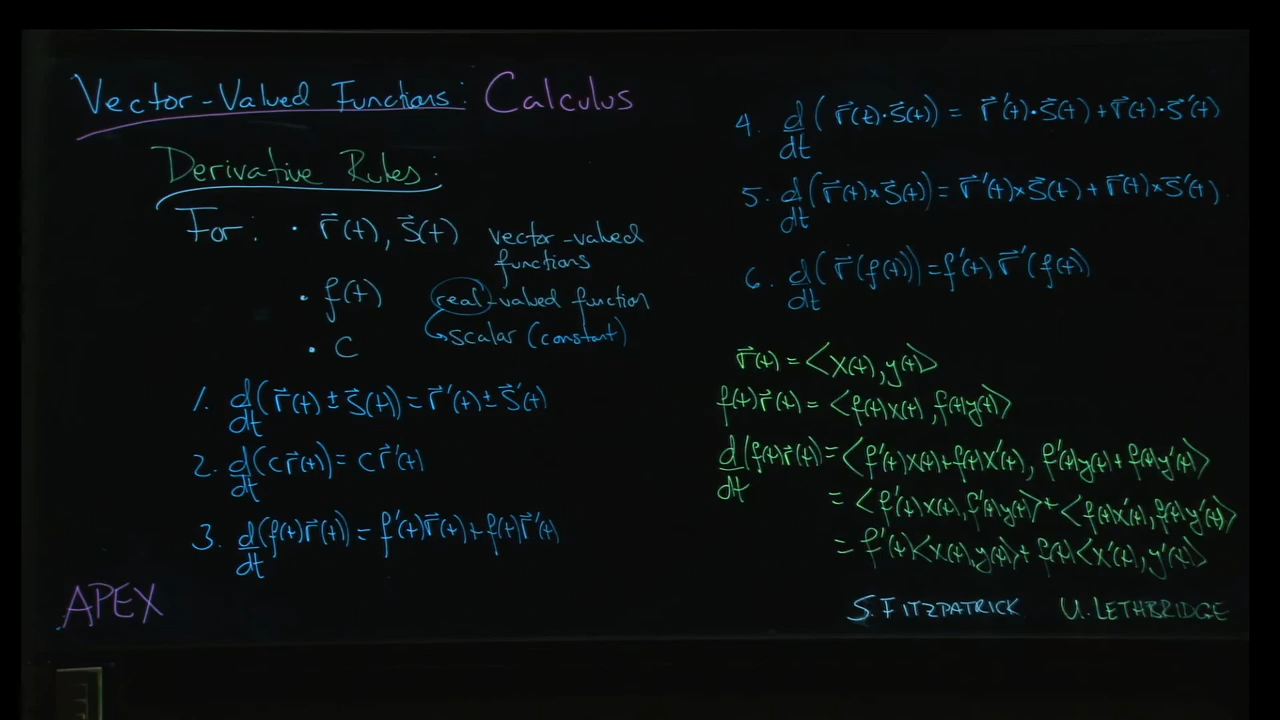 Vector-Valued Functions: Calculus
Derivative Rules:
For: • r⃗(t), s⃗(t) vector-valued
functions
• f(t) real-valued function
• c scalar (constant)
1. d/dt (r⃗(t) ± s⃗(t)) = r⃗'(t) ± s⃗'(t)
2. d/dt (c r⃗(t)) = c r⃗'(t)
3. d/dt (f(t) r⃗(t)) = f'(t) r⃗(t) + f(t) r⃗'(t)
APEX
4. d/dt (r⃗(t)·s⃗(t)) = r⃗'(t)·s⃗(t) + r⃗(t)·s⃗'(t)
5. d/dt (r⃗(t)×s⃗(t)) = r⃗'(t)×s⃗(t) + r⃗(t)×s⃗'(t)
6. d/dt (r⃗(f(t))) = f'(t) r⃗'(f(t))
r⃗(t) = <x(t), y(t)>
f(t) r⃗(t) = <f(t)x(t), f(t)y(t)>
d/dt (f(t) r⃗(t)) = <f'(t)x(t) + f(t)x'(t), f'(t)y(t) + f(t)y'(t)>
= <f'(t)x(t), f'(t)y(t)> + <f(t)x'(t), f(t)y'(t)>
= f'(t)<x(t), y(t)> + f(t)<x'(t), y'(t)>
S. FITZPATRICK U. LETHBRIDGE